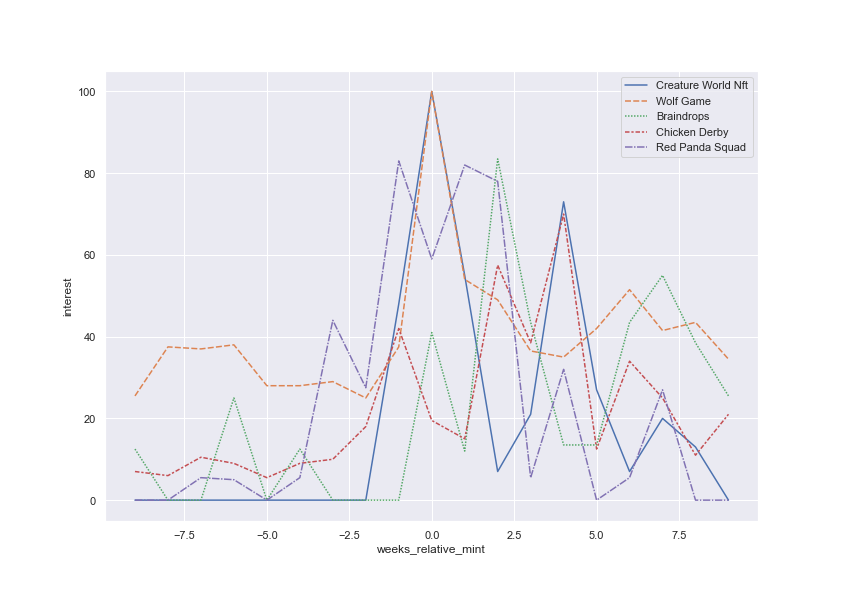 100
80
60
40
20
0
interest
−7.5
−5.0
−2.5
0.0
2.5
5.0
7.5
weeks_relative_mint
Creature World Nft
Wolf Game
Braindrops
Chicken Derby
Red Panda Squad